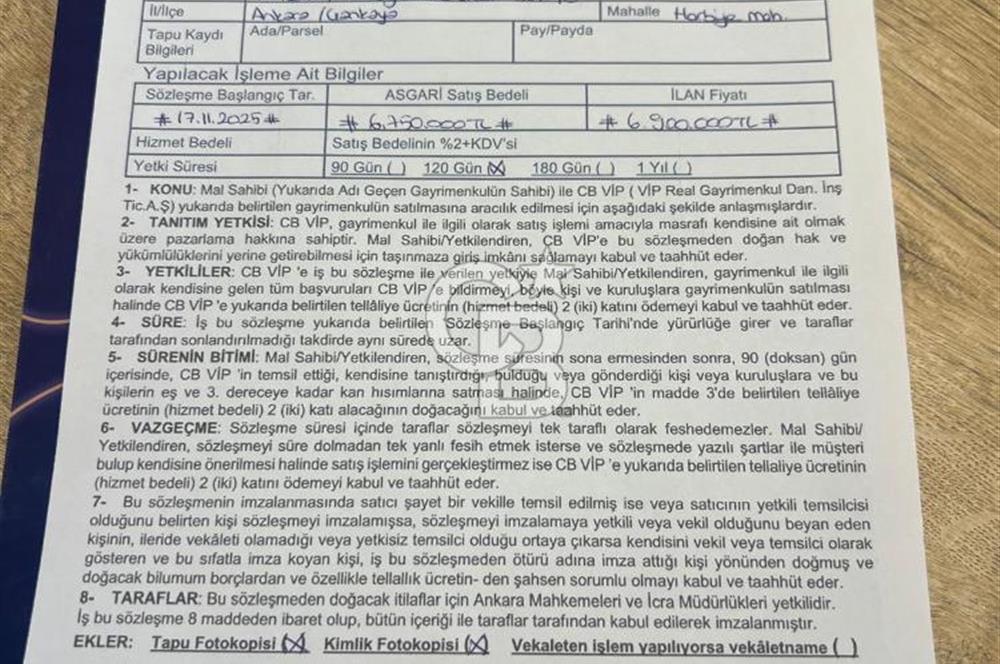 İl/İlçe Ankara/Çankaya Mahalle Harbiye Mah.
Tapu Kaydı Bilgileri Ada/Parsel Pay/Payda
Yapılacak İşleme Ait Bilgiler
Sözleşme Başlangıç Tar. ASGARİ Satış Bedeli İLAN Fiyatı
# 17.11.2025 # # 6.750.000TL # # 6.900.000TL #
Hizmet Bedeli Satış Bedelinin %2+KDV'si
Yetki Süresi 90 Gün ( ) 120 Gün (X) 180 Gün ( ) 1 Yıl ( )
1- KONU: Mal Sahibi (Yukarıda Adı Geçen Gayrimenkulün Sahibi) ile CB VİP ( VİP Real Gayrimenkul Dan. İnş
Tic.A.Ş) yukarıda belirtilen gayrimenkulün satılmasına aracılık edilmesi için aşağıdaki şekilde anlaşmışlardır.
2- TANITIM YETKİSİ: CB VİP, gayrimenkul ile ilgili olarak satış işlemi amacıyla masrafı kendisine ait olmak
üzere pazarlama hakkına sahiptir. Mal Sahibi/Yetkilendiren, CB VİP'e bu sözleşmeden doğan hak ve
yükümlülüklerini yerine getirebilmesi için taşınmaza giriş imkânı sağlamayı kabul ve taahhüt eder.
3- YETKİLİLER: CB VİP 'e iş bu sözleşme ile verilen yetkiyle Mal Sahibi/Yetkilendiren, gayrimenkul ile ilgili
olarak kendisine gelen tüm başvuruları CB VİP 'e bildirmeyi, böyle kişi ve kuruluşlara gayrimenkulün satılması
halinde CB VİP 'e yukarıda belirtilen tellâliye ücretinin (hizmet bedeli) 2 (iki) katını ödemeyi kabul ve taahhüt eder.
4- SÜRE: İş bu sözleşme yukarıda belirtilen Sözleşme Başlangıç Tarihi'nde yürürlüğe girer ve taraflar
tarafından sonlandırılmadığı takdirde aynı sürede uzar.
5- SÜRENİN BİTİMİ: Mal Sahibi/Yetkilendiren, sözleşme süresinin sona ermesinden sonra, 90 (doksan) gün
içerisinde, CB VİP 'in temsil ettiği, kendisine tanıştırdığı bulduğu veya gönderdiği kişi veya kuruluşlara ve bu
kişilerin eş ve 3. dereceye kadar kan hısımlarına satması halinde, CB VİP 'in madde 3'de belirtilen tellâliye
ücretinin (hizmet bedeli) 2 (iki) katı alacağının doğacağını kabul ve taahhüt eder.
6- VAZGEÇME: Sözleşme süresi içinde taraflar sözleşmeyi tek taraflı olarak feshedemezler. Mal Sahibi/
Yetkilendiren, sözleşmeyi süre dolmadan tek yanlı fesih etmek isterse ve sözleşmede yazılı şartlar ile müşteri
bulup kendisine önerilmesi halinde satış işlemini gerçekleştirmez ise CB VİP 'e yukarıda belirtilen tellaliye ücretinin
(hizmet bedeli) 2 (iki) katını ödemeyi kabul ve taahhüt eder.
7- Bu sözleşmenin imzalanmasında satıcı şayet bir vekille temsil edilmiş ise veya satıcının yetkili temsilcisi
olduğunu belirten kişi sözleşmeyi imzalamışsa, sözleşmeyi imzalamaya yetkili veya vekil olduğunu beyan eden
kişinin, ileride vekâleti olamadığı veya yetkisiz temsilci olduğu ortaya çıkarsa kendisini vekil veya temsilci olarak
gösteren ve bu sıfatla imza koyan kişi, iş bu sözleşmeden ötürü adına imza attığı kişi yönünden doğmuş ve
doğacak bilumum borçlardan ve özellikle tellallık ücretin- den şahsen sorumlu olmayı kabul ve taahhüt eder.
8- TARAFLAR: Bu sözleşmeden doğacak itilaflar için Ankara Mahkemeleri ve İcra Müdürlükleri yetkilidir.
İş bu sözleşme 8 maddeden ibaret olup, bütün içeriği ile taraflar tarafından kabul edilerek imzalanmıştır.
EKLER: Tapu Fotokopisi (X) Kimlik Fotokopisi (X) Vekaleten işlem yapılıyorsa vekâletname ( )